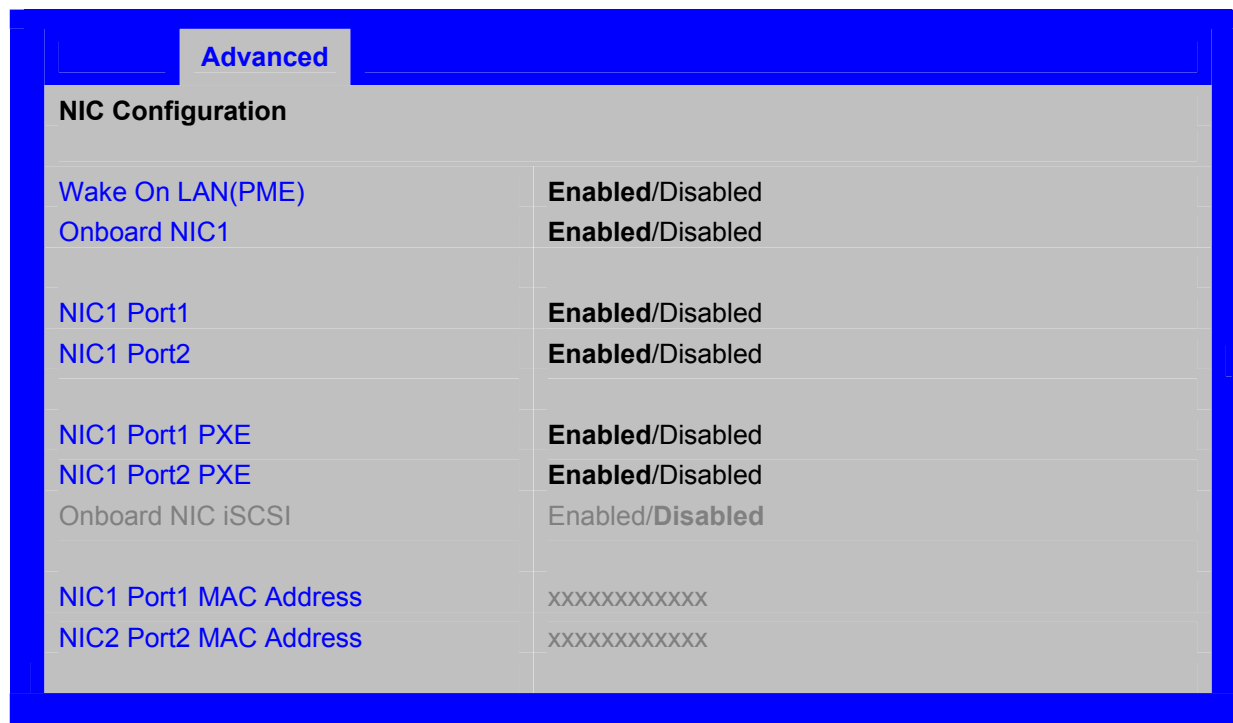 Advanced
NIC Configuration
Wake On LAN(PME) Enabled/Disabled
Onboard NIC1 Enabled/Disabled
NIC1 Port1 Enabled/Disabled
NIC1 Port2 Enabled/Disabled
NIC1 Port1 PXE Enabled/Disabled
NIC1 Port2 PXE Enabled/Disabled
Onboard NIC iSCSI Enabled/Disabled
NIC1 Port1 MAC Address xxxxxxxxxxxx
NIC2 Port2 MAC Address xxxxxxxxxxxx